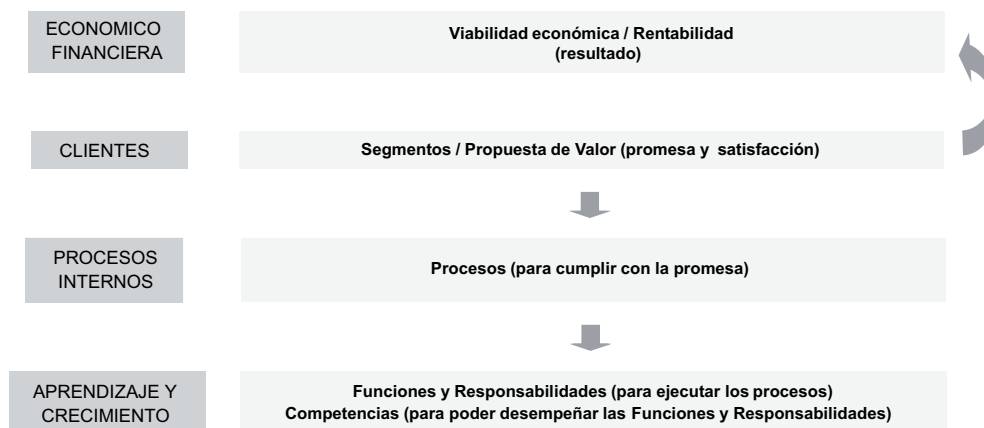 ECONOMICO
FINANCIERA
Viabilidad económica / Rentabilidad
(resultado)
CLIENTES
Segmentos / Propuesta de Valor (promesa y satisfacción)
PROCESOS
INTERNOS
Procesos (para cumplir con la promesa)
APRENDIZAJE Y
CRECIMIENTO
Funciones y Responsabilidades (para ejecutar los procesos)
Competencias (para poder desempeñar las Funciones y Responsabilidades)